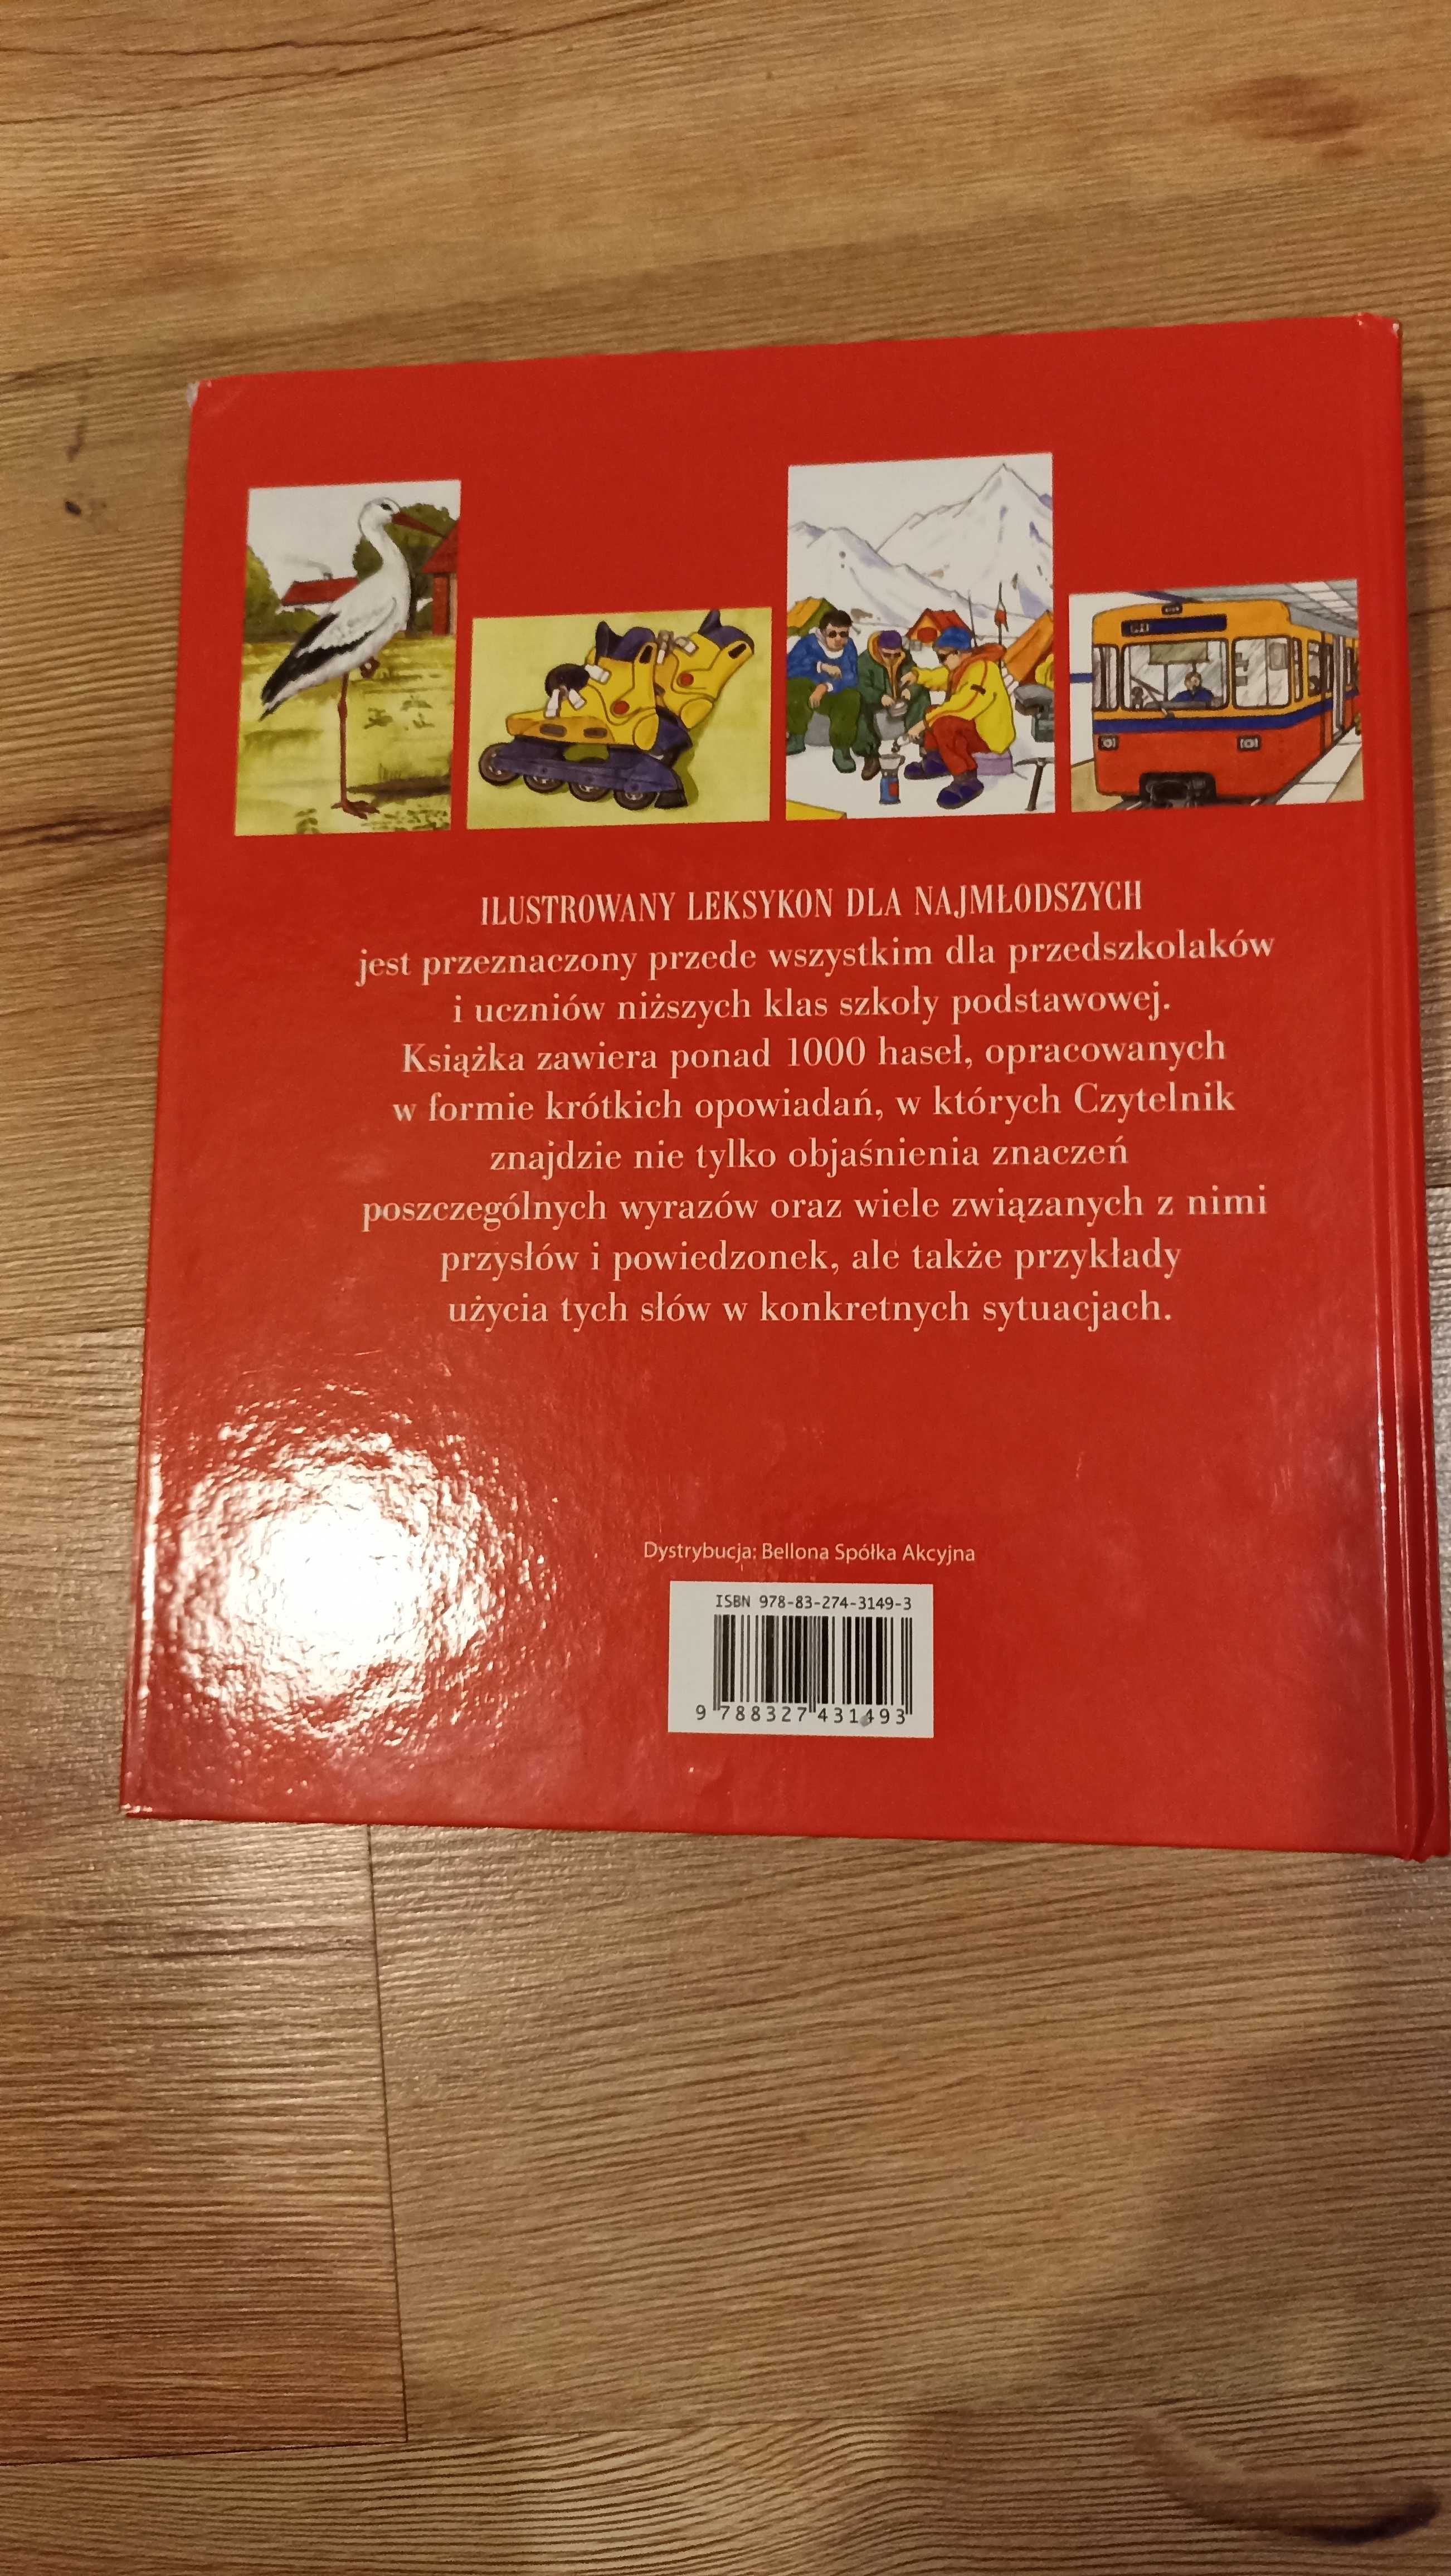 ILUSTROWANY LEKSYKON DLA NAJMŁODSZYCH
jest przeznaczony przede wszystkim dla przedszkolaków
i uczniów niższych klas szkoły podstawowej.
Książka zawiera ponad 1000 haseł, opracowanych
w formie krótkich opowiadań, w których Czytelnik
znajdzie nie tylko objaśnienia znaczeń
poszczególnych wyrazów oraz wiele związanych z nimi
przysłów i powiedzonek, ale także przykłady
użycia tych słów w konkretnych sytuacjach.
Dystrybucja: Bellona Spółka Akcyjna
ISBN 978-83-274-3149-3
9 788327 431493